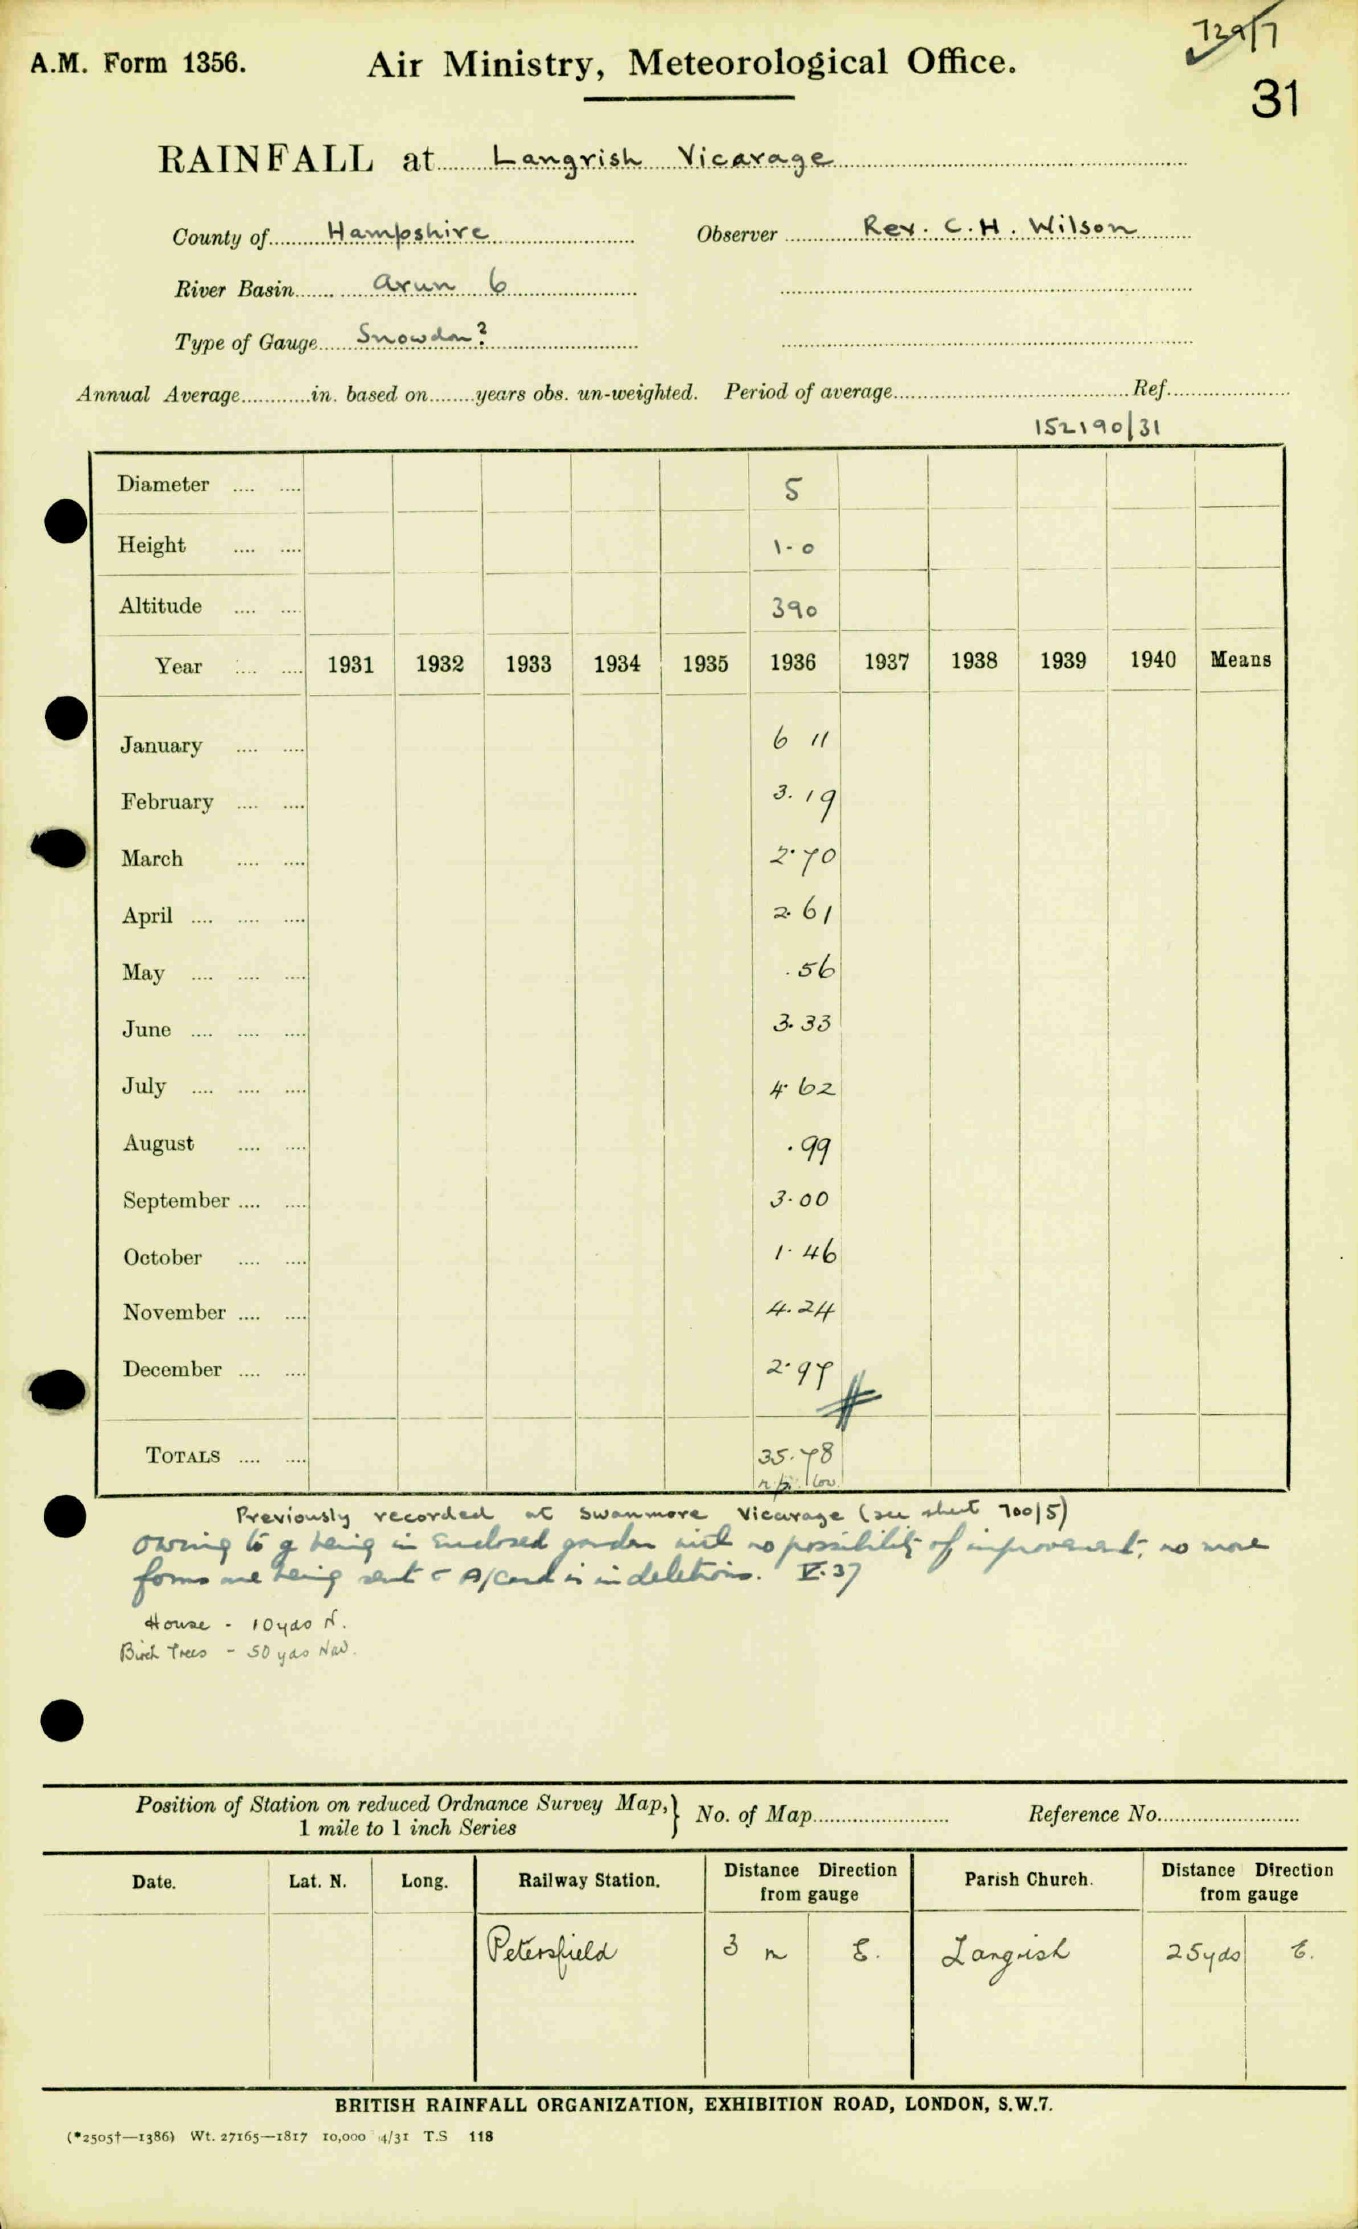 729/7
A.M. Form 1356. Air Ministry, Meteorological Office.
31
RAINFALL at Langrish Vicarage
County of Hampshire Observer Rev. C. H. Wilson
River Basin Arun 6
Type of Gauge Snowdon?
Annual Average in. based on years obs. un-weighted. Period of average Ref.
152190/31
Diameter 5
Height 1·0
Altitude 390
Year 1931 1932 1933 1934 1935 1936 1937 1938 1939 1940 Means
January 6 11
February 3.19
March 2·70
April 2.61
May .56
June 3.33
July 4 62
August .99
September 3·00
October 1·46
November 4.24
December 2·97
TOTALS 35.78
low
Previously recorded at Swanmore Vicarage (see sheet 700/5)
Owing to g being in enclosed garden with no possibility of improvement, no more
forms are being sent & A/card is in deletions. V.37
House - 10 yds N.
Birch Trees - 50 yds NW.
Position of Station on reduced Ordnance Survey Map,} No. of Map Reference No.
1 mile to 1 inch Series
Date. Lat. N. Long. Railway Station. Distance Direction from gauge Parish Church. Distance Direction from gauge
Petersfield 3 m E. Langrish 25 yds E.
BRITISH RAINFALL ORGANIZATION, EXHIBITION ROAD, LONDON, S.W.7.
(*2505†—1386) Wt. 27165—1817 10,000 4/31 T.S 118